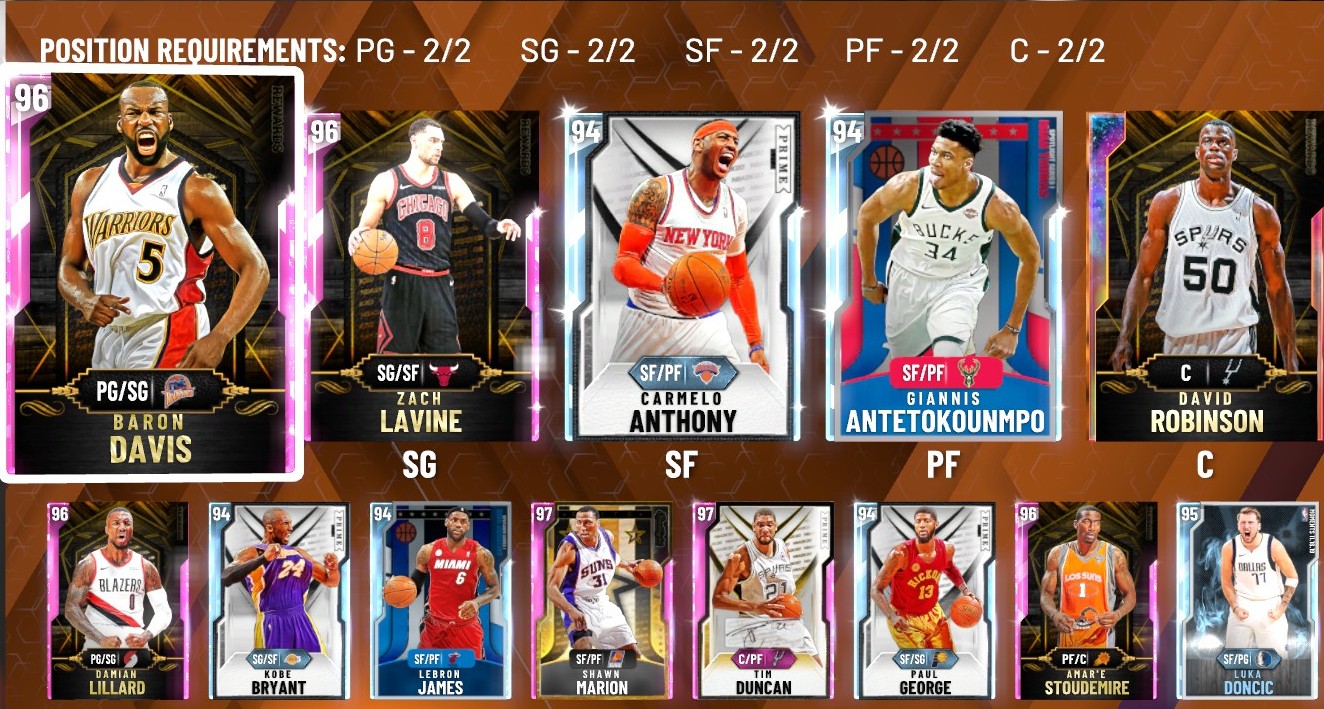 POSITION REQUIREMENTS: PG - 2/2 SG - 2/2 SF - 2/2 PF - 2/2 C - 2/2
96
REWARDS
WARRIORS
5
PG/SG
BARON
DAVIS
96
REWARDS
CHICAGO
8
SG/SF
ZACH
LAVINE
SG
94
PRIME
NEW YORK
SF/PF
CARMELO
ANTHONY
SF
94
BUCKS
34
SF/PF
GIANNIS
ANTETOKOUNMPO
PF
REWARDS
SPURS
50
C
DAVID
ROBINSON
C
96
BLAZERS
0
PG/SG
DAMIAN
LILLARD
94
PRIME
24
SG/SF
KOBE
BRYANT
94
MIAMI
6
SF/PF
LEBRON
JAMES
97
SUNS
31
SF/PF
SHAWN
MARION
97
PRIME
SPURS
21
C/PF
TIM
DUNCAN
94
PRIME
HICKORY
13
SF/SG
PAUL
GEORGE
96
LOS SUNS
1
PF/C
AMAR'E
STOUDEMIRE
95
DALLAS
77
SF/PG
LUKA
DONCIC